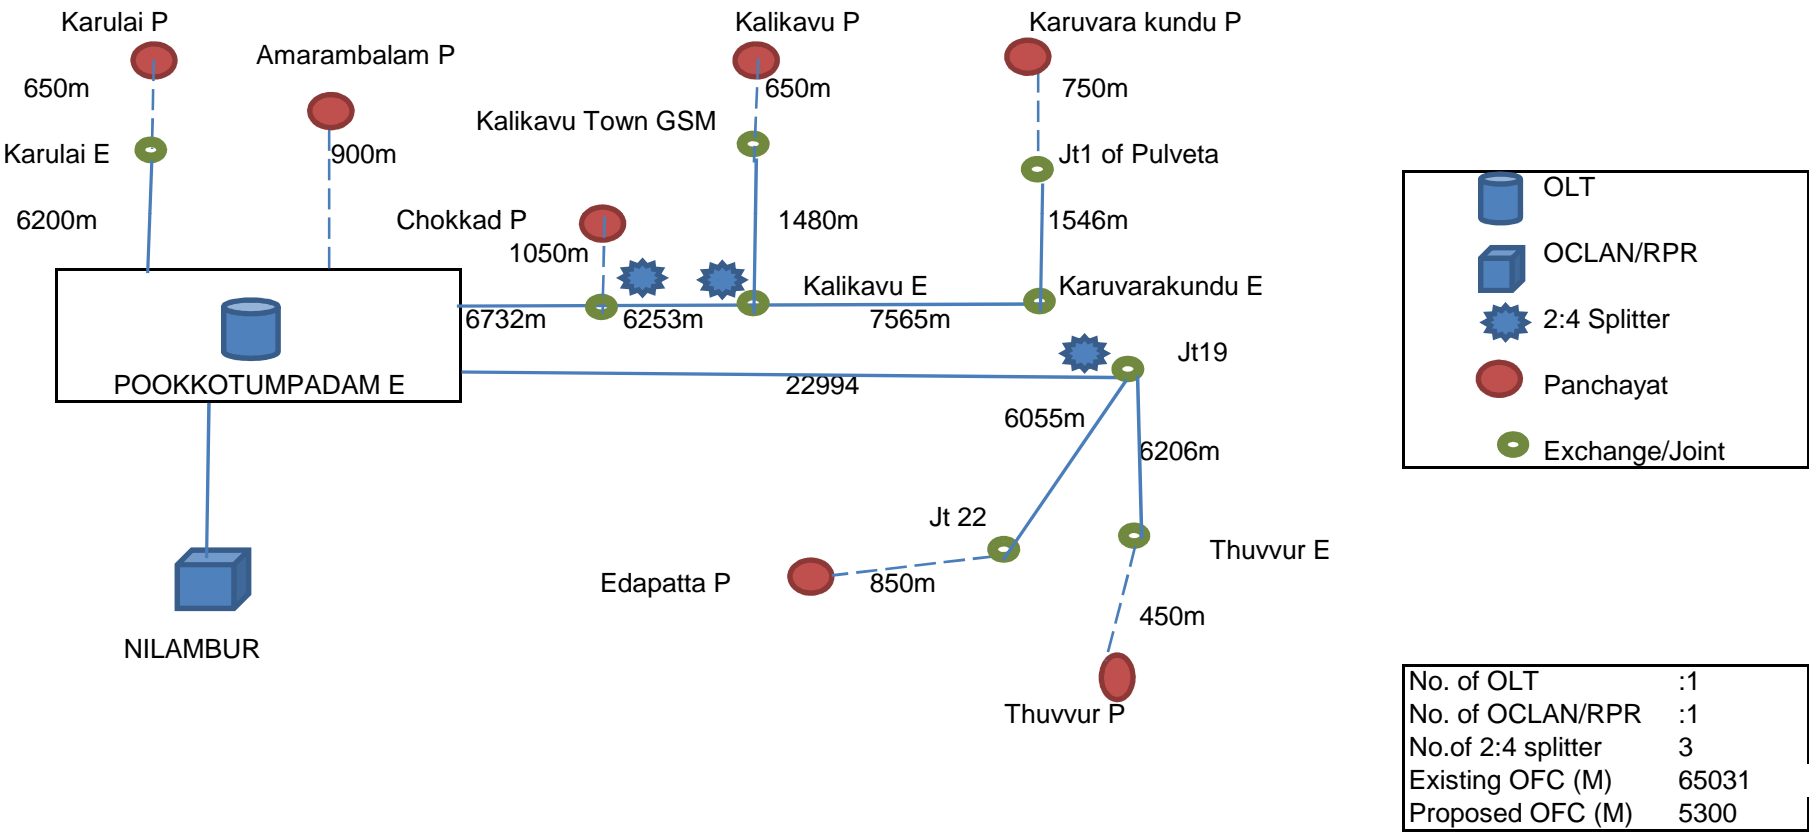 Karulai P
Kalikavu P
Karuvara kundu P
Amarambalam P
650m
650m
750m
Kalikavu Town GSM
Karulai E
900m
Jt1 of Pulveta
6200m
Chokkad P
1480m
1546m
1050m
Kalikavu E
Karuvarakundu E
6732m
6253m
7565m
Jt19
POOKKOTUMPADAM E
22994
6055m
6206m
Jt 22
Thuvvur E
Edapatta P
850m
450m
NILAMBUR
Thuvvur P
OLT
OCLAN/RPR
2:4 Splitter
Panchayat
Exchange/Joint
No. of OLT :1
No. of OCLAN/RPR :1
No.of 2:4 splitter 3
Existing OFC (M) 65031
Proposed OFC (M) 5300